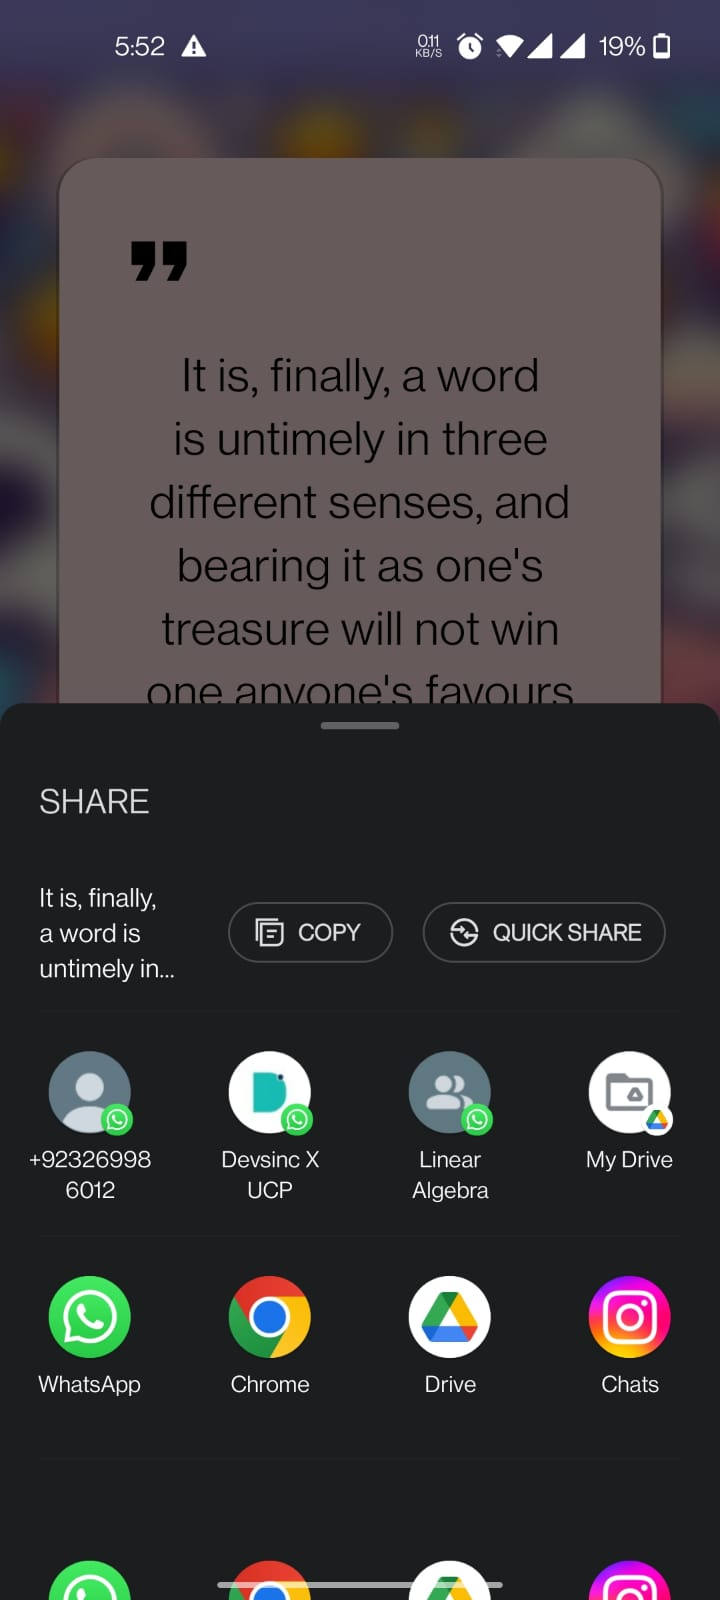 5:52
0.11
KB/S
19%
It is, finally, a word
is untimely in three
different senses, and
bearing it as one's
treasure will not win
one anyone's favours
SHARE
It is, finally,
a word is
untimely in...
COPY
QUICK SHARE
+92326998
6012
Devsinc X
UCP
Linear
Algebra
My Drive
WhatsApp
Chrome
Drive
Chats